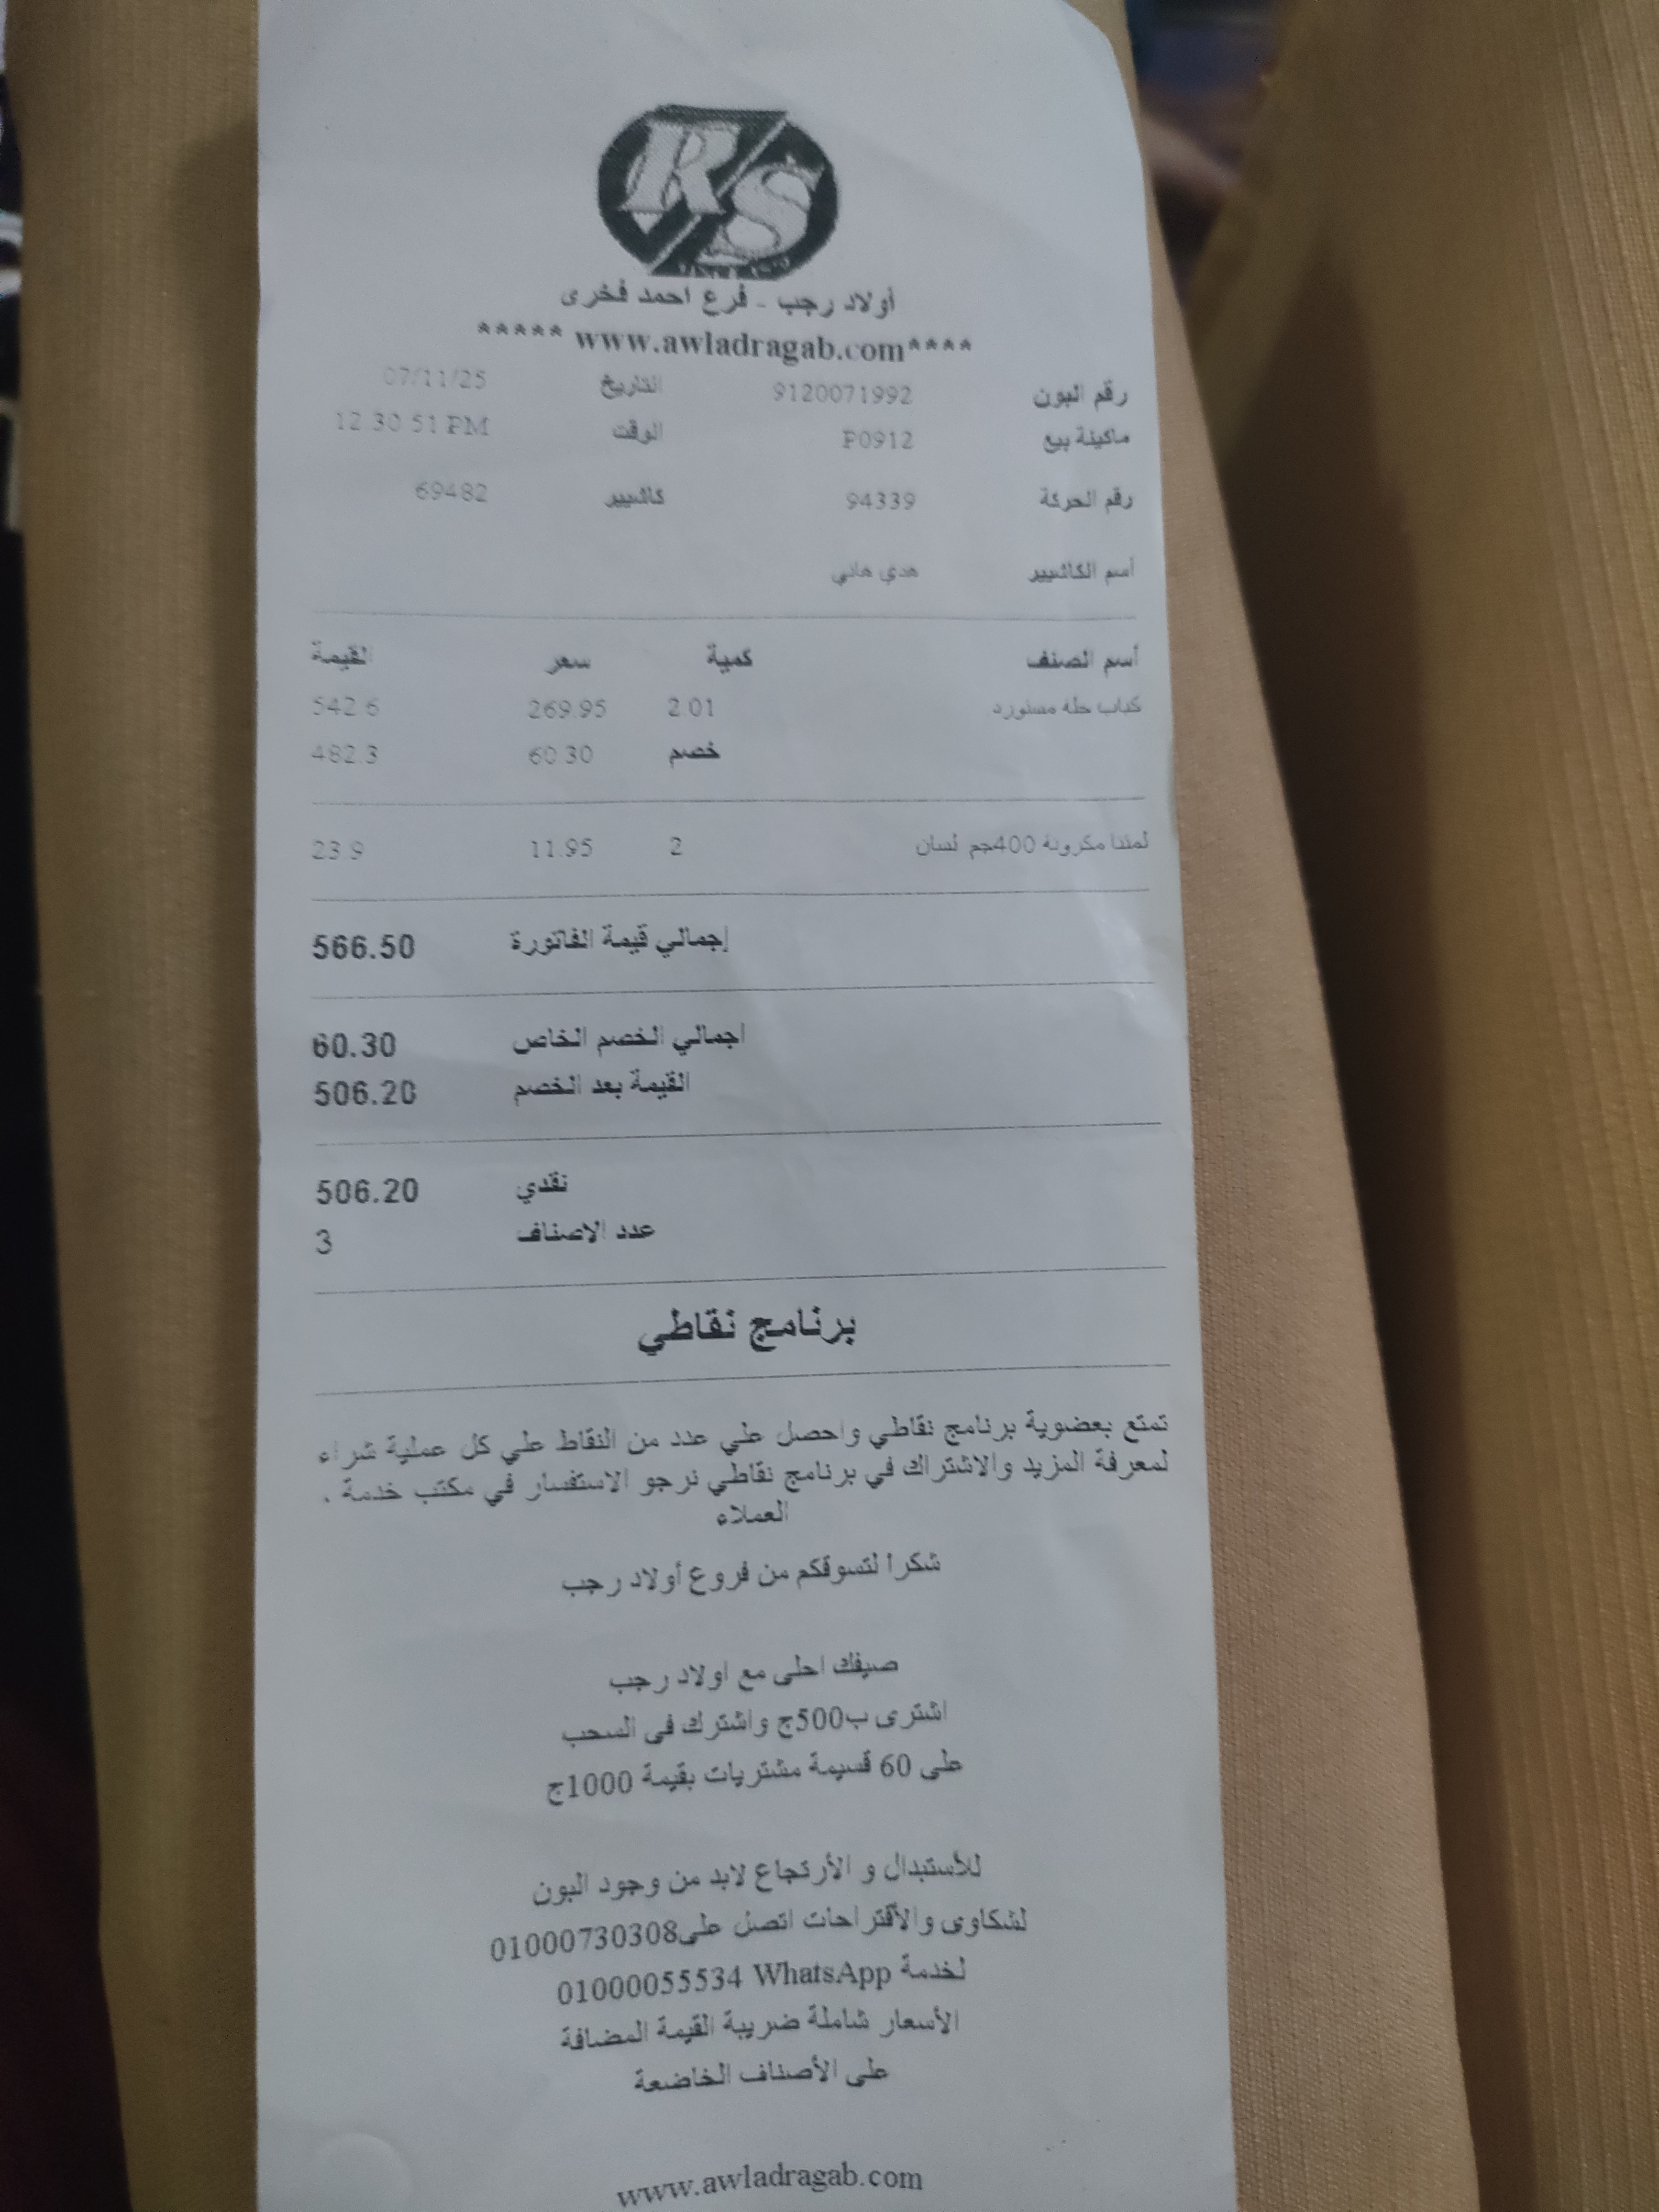 RS
أولاد رجب - فرع احمد فخرى
***** www.awladragab.com****
رقم البون 9120071992 التاريخ 07/11/25
ماكينة بيع P0912 الوقت 12 30 51 PM
رقم الحركة 94339 كاشيير 69482
أسم الكاشيير هدي هاني
أسم الصنف كمية سعر القيمة
كباب حله مستورد 2.01 269.95 542.6
خصم 60.30 482.3
لمتنا مكرونة 400جم لسان 2 11.95 23.9
إجمالي قيمة الفاتورة 566.50
اجمالي الخصم الخاص 60.30
القيمة بعد الخصم 506.20
نقدي 506.20
عدد الاصناف 3
برنامج نقاطي
تمتع بعضوية برنامج نقاطي واحصل علي عدد من النقاط علي كل عملية شراء
لمعرفة المزيد والاشتراك في برنامج نقاطي نرجو الاستفسار في مكتب خدمة .
العملاء
شكرا لتسوقكم من فروع أولاد رجب
صيفك احلى مع اولاد رجب
اشترى ب500ج واشترك فى السحب
على 60 قسيمة مشتريات بقيمة 1000ج
للأستبدال و الأرتجاع لابد من وجود البون
لشكاوى والأقتراحات اتصل على01000730308
لخدمة WhatsApp 01000055534
الأسعار شاملة ضريبة القيمة المضافة
على الأصناف الخاضعة
www.awladragab.com